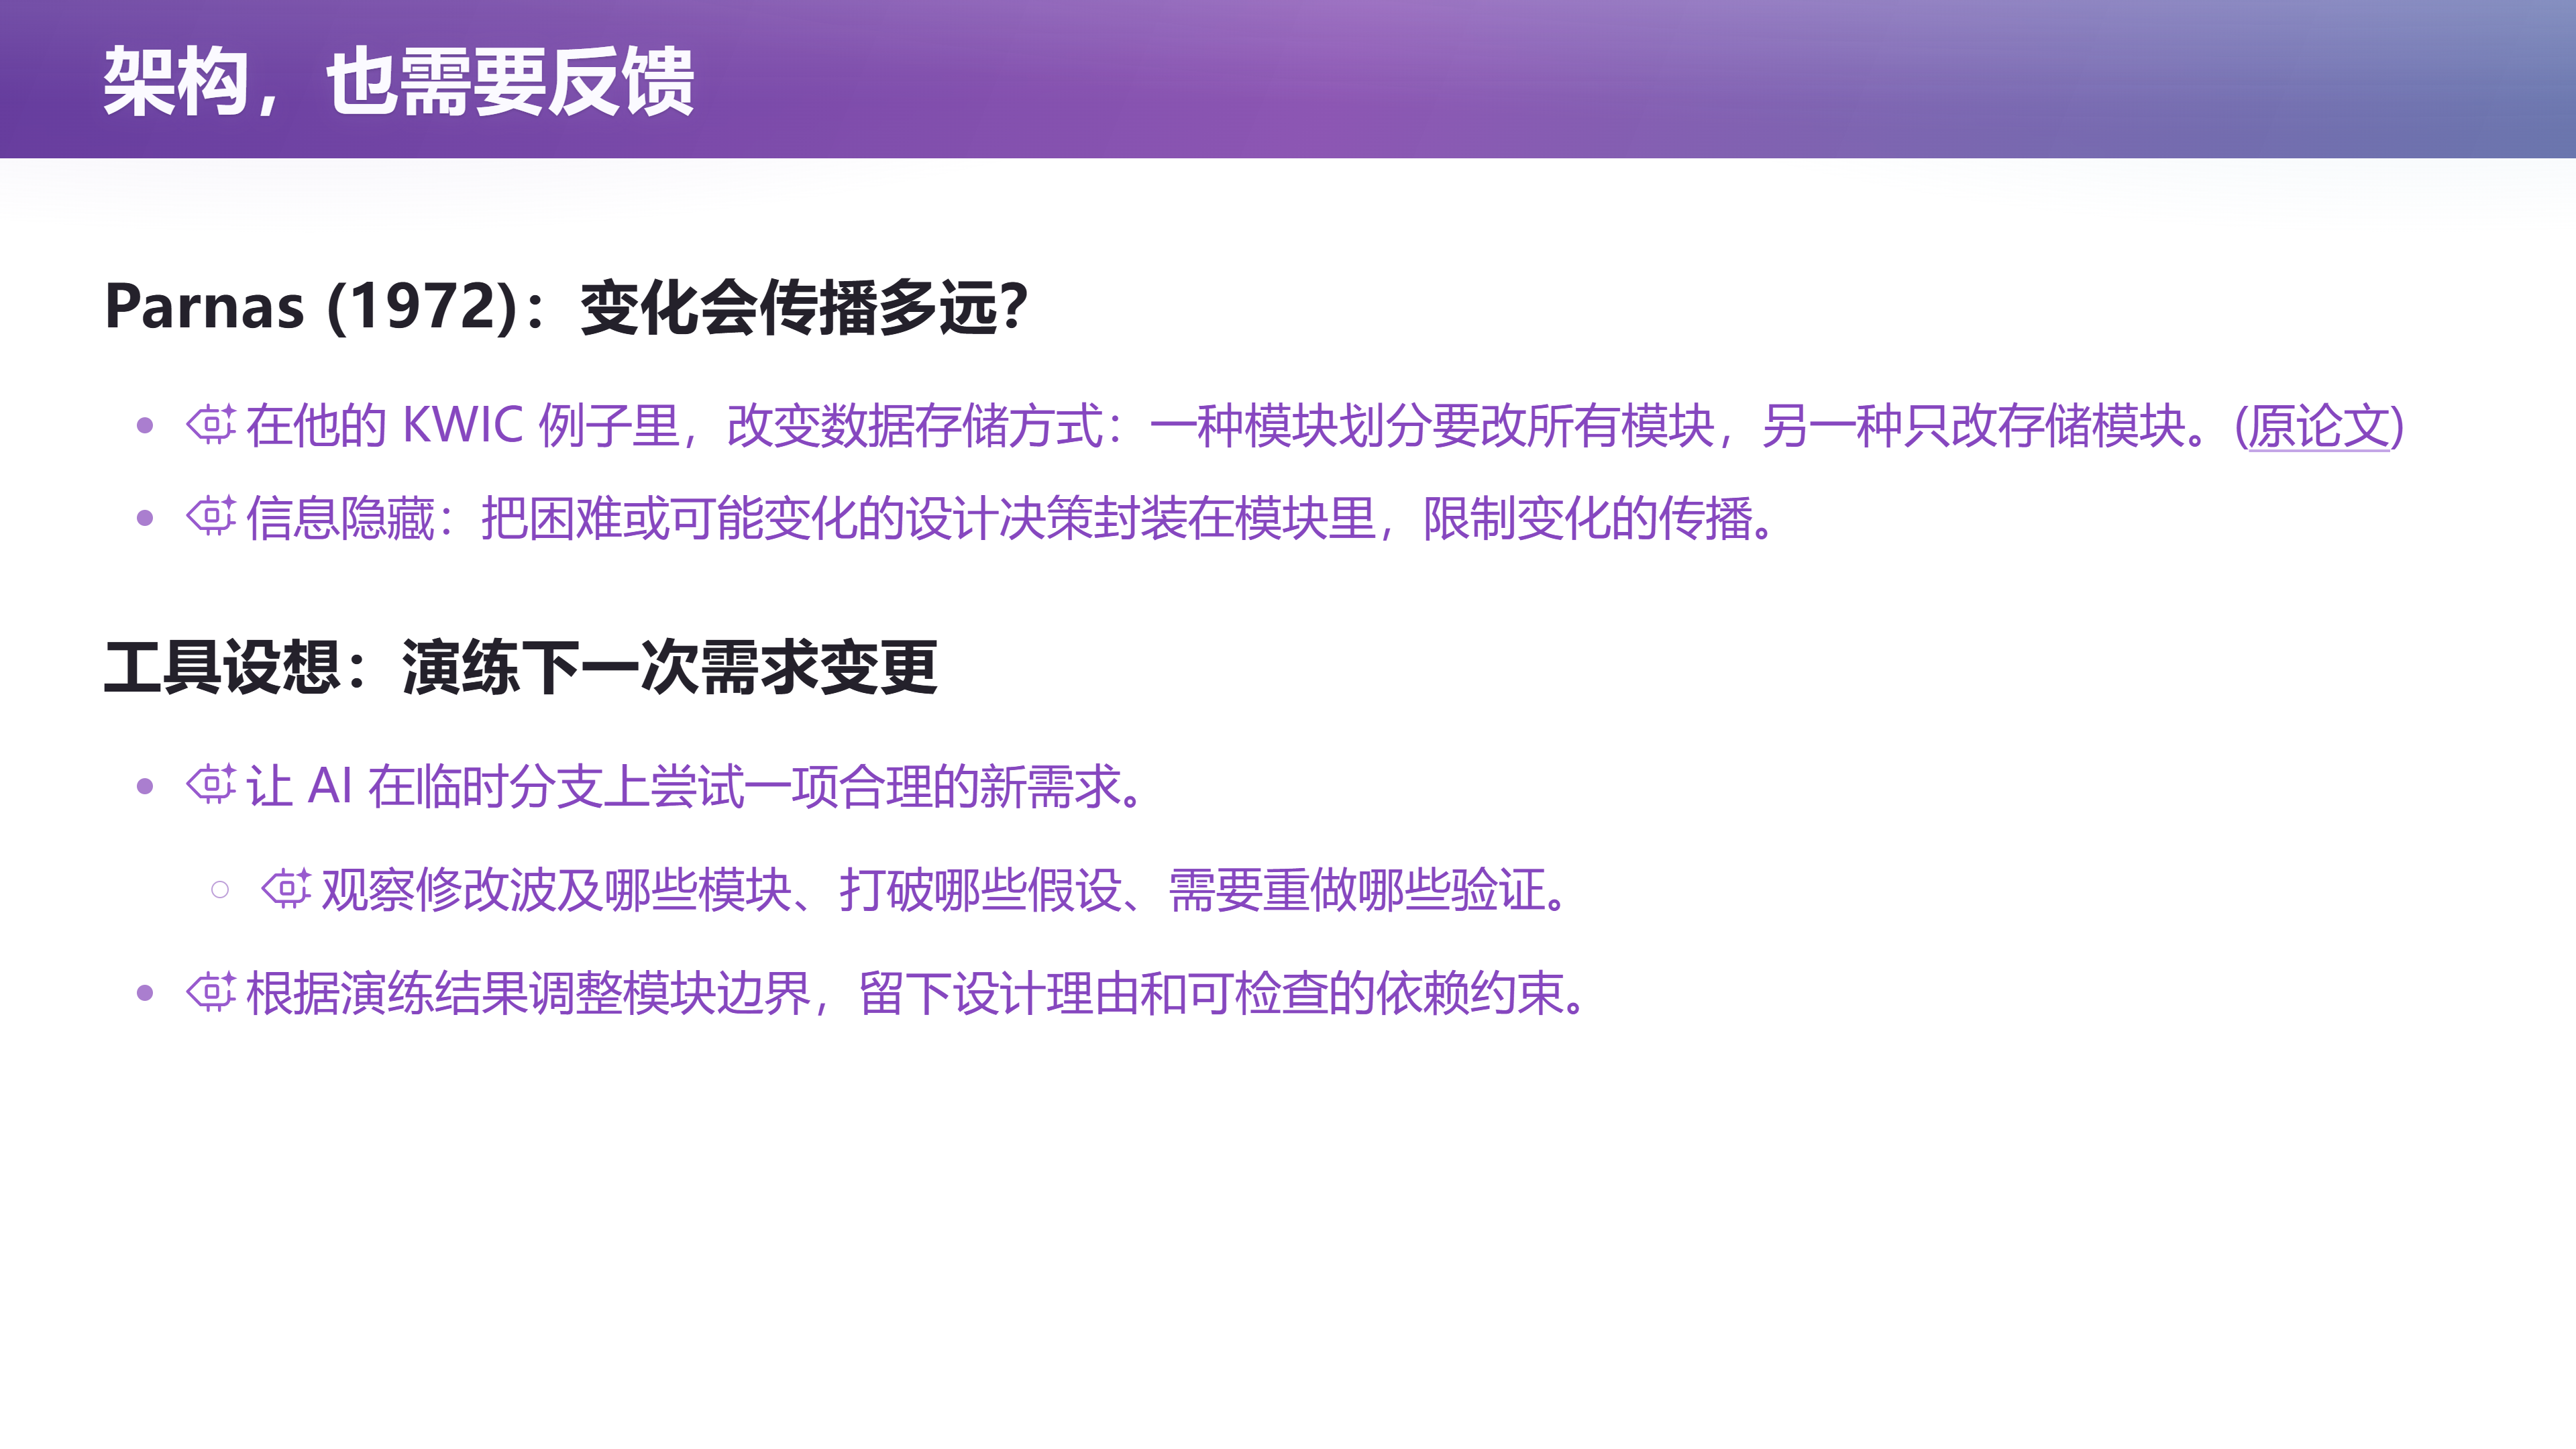 架构，也需要反馈
Parnas (1972)：变化会传播多远？
在他的 KWIC 例子里，改变数据存储方式：一种模块划分要改所有模块，另一种只改存储模块。(原论文)
信息隐藏：把困难或可能变化的设计决策封装在模块里，限制变化的传播。
工具设想：演练下一次需求变更
让 AI 在临时分支上尝试一项合理的新需求。
观察修改波及哪些模块、打破哪些假设、需要重做哪些验证。
根据演练结果调整模块边界，留下设计理由和可检查的依赖约束。